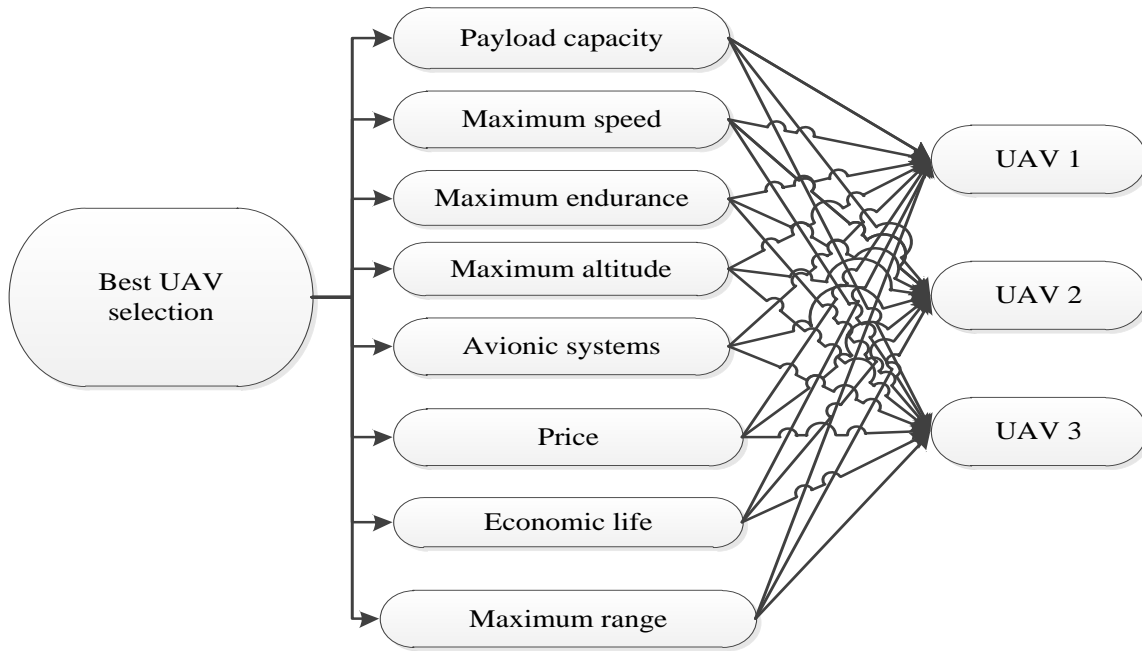 Best UAV
selection
Payload capacity
Maximum speed
Maximum endurance
Maximum altitude
Avionic systems
Price
Economic life
Maximum range
UAV 1
UAV 2
UAV 3